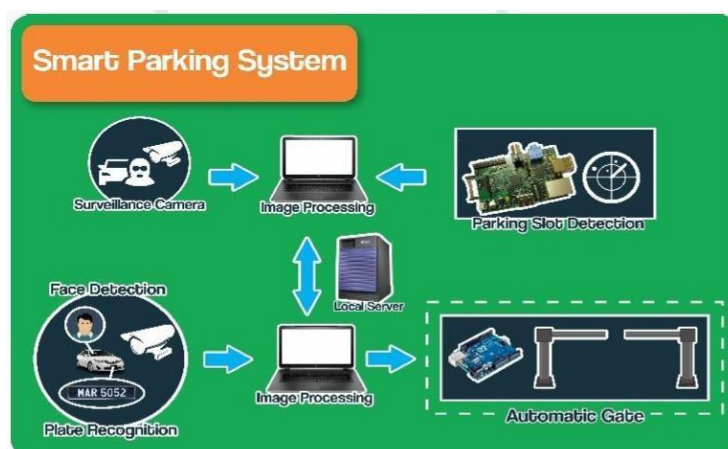 Smart Parking System
Surveillance Camera
Image Processing
Parking Slot Detection
Local Server
Face Detection
MAR 5052
Plate Recognition
Image Processing
Automatic Gate